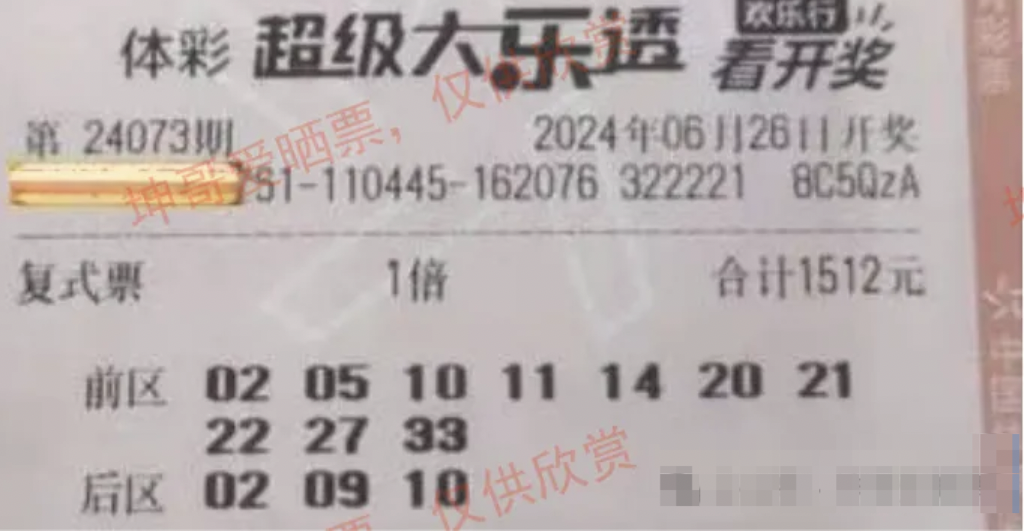 体彩 超级大乐透 欢乐行 看开奖
第 24073期 2024年06月26日开奖
S1-110445-162076 322221 8C5QzA
复式票 1倍 合计1512元
前区 02 05 10 11 14 20 21
22 27 33
后区 02 09 10
坤哥爱晒票，仅供欣赏
仅供欣赏
中国